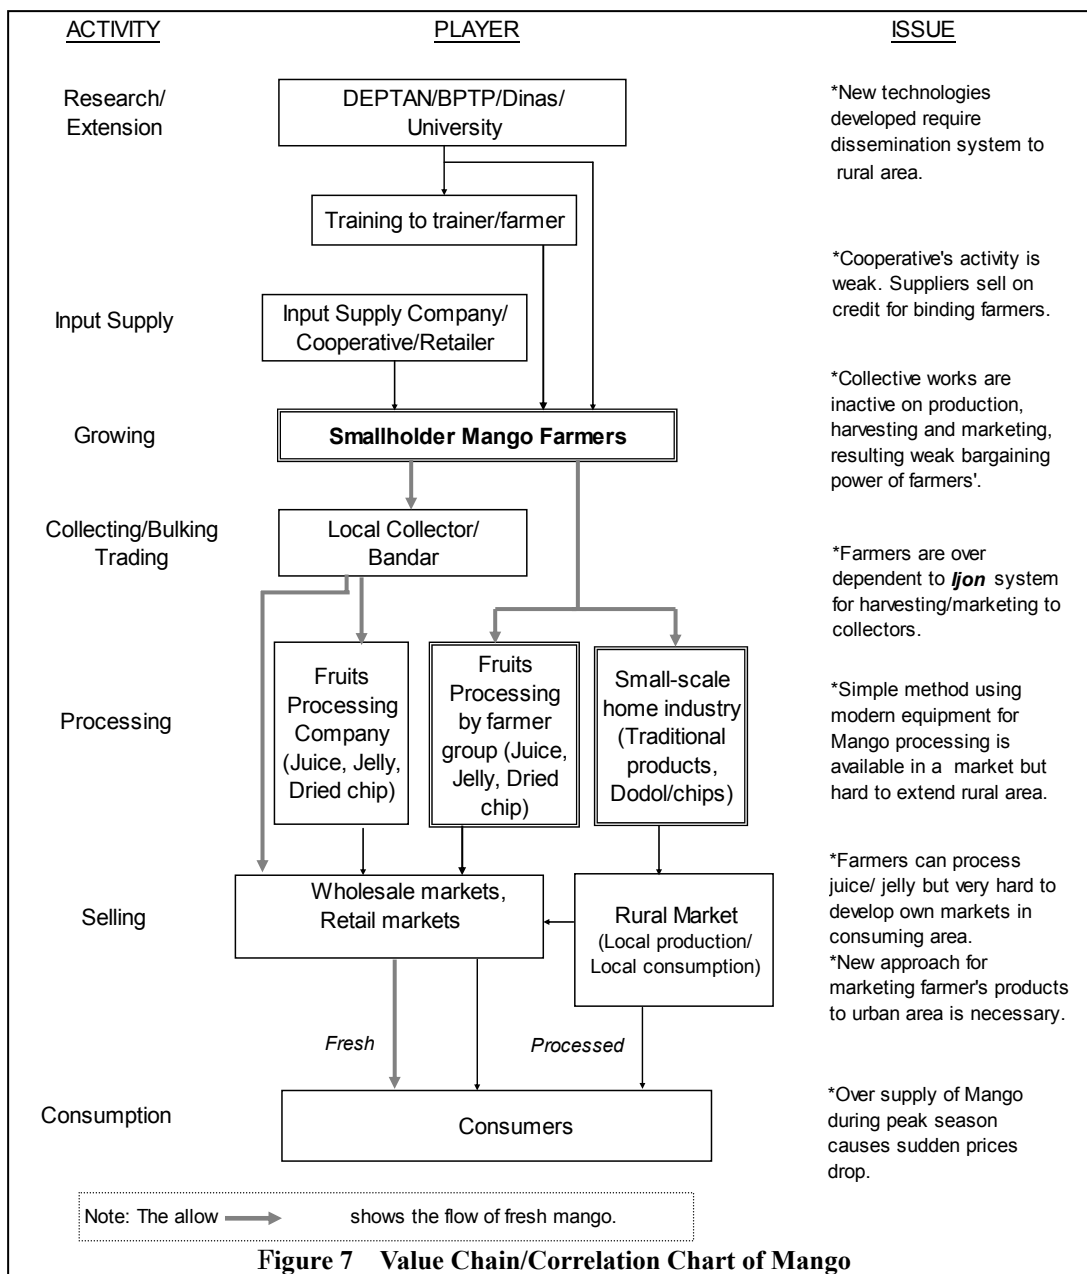 ACTIVITY
PLAYER
ISSUE
Research/
Extension
DEPTAN/BPTP/Dinas/
University
*New technologies
developed require
dissemination system to
rural area.
Training to trainer/farmer
Input Supply
Input Supply Company/
Cooperative/Retailer
*Cooperative's activity is
weak. Suppliers sell on
credit for binding farmers.
Growing
Smallholder Mango Farmers
*Collective works are
inactive on production,
harvesting and marketing,
resulting weak bargaining
power of farmers'.
Collecting/Bulking
Trading
Local Collector/
Bandar
*Farmers are over
dependent to Ijon system
for harvesting/marketing to
collectors.
Processing
Fruits
Processing
Company
(Juice, Jelly,
Dried chip)
Fruits
Processing
by farmer
group (Juice,
Jelly, Dried
chip)
Small-scale
home industry
(Traditional
products,
Dodol/chips)
*Simple method using
modern equipment for
Mango processing is
available in a market but
hard to extend rural area.
Selling
Wholesale markets,
Retail markets
Rural Market
(Local production/
Local consumption)
*Farmers can process
juice/ jelly but very hard to
develop own markets in
consuming area.
*New approach for
marketing farmer's products
to urban area is necessary.
Fresh
Processed
Consumption
Consumers
*Over supply of Mango
during peak season
causes sudden prices
drop.
Note: The allow shows the flow of fresh mango.
Figure 7 Value Chain/Correlation Chart of Mango